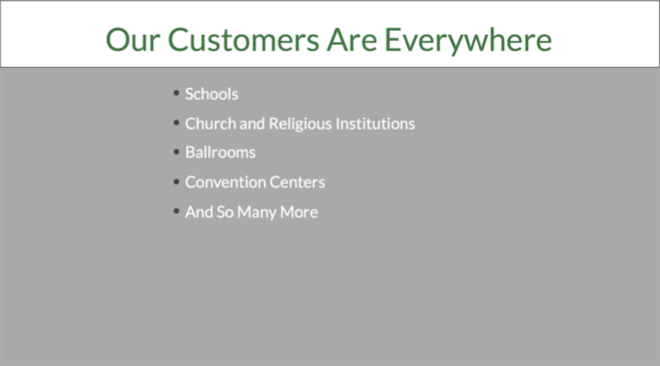 Our Customers Are Everywhere
• Schools
• Church and Religious Institutions
• Ballrooms
• Convention Centers
• And So Many More